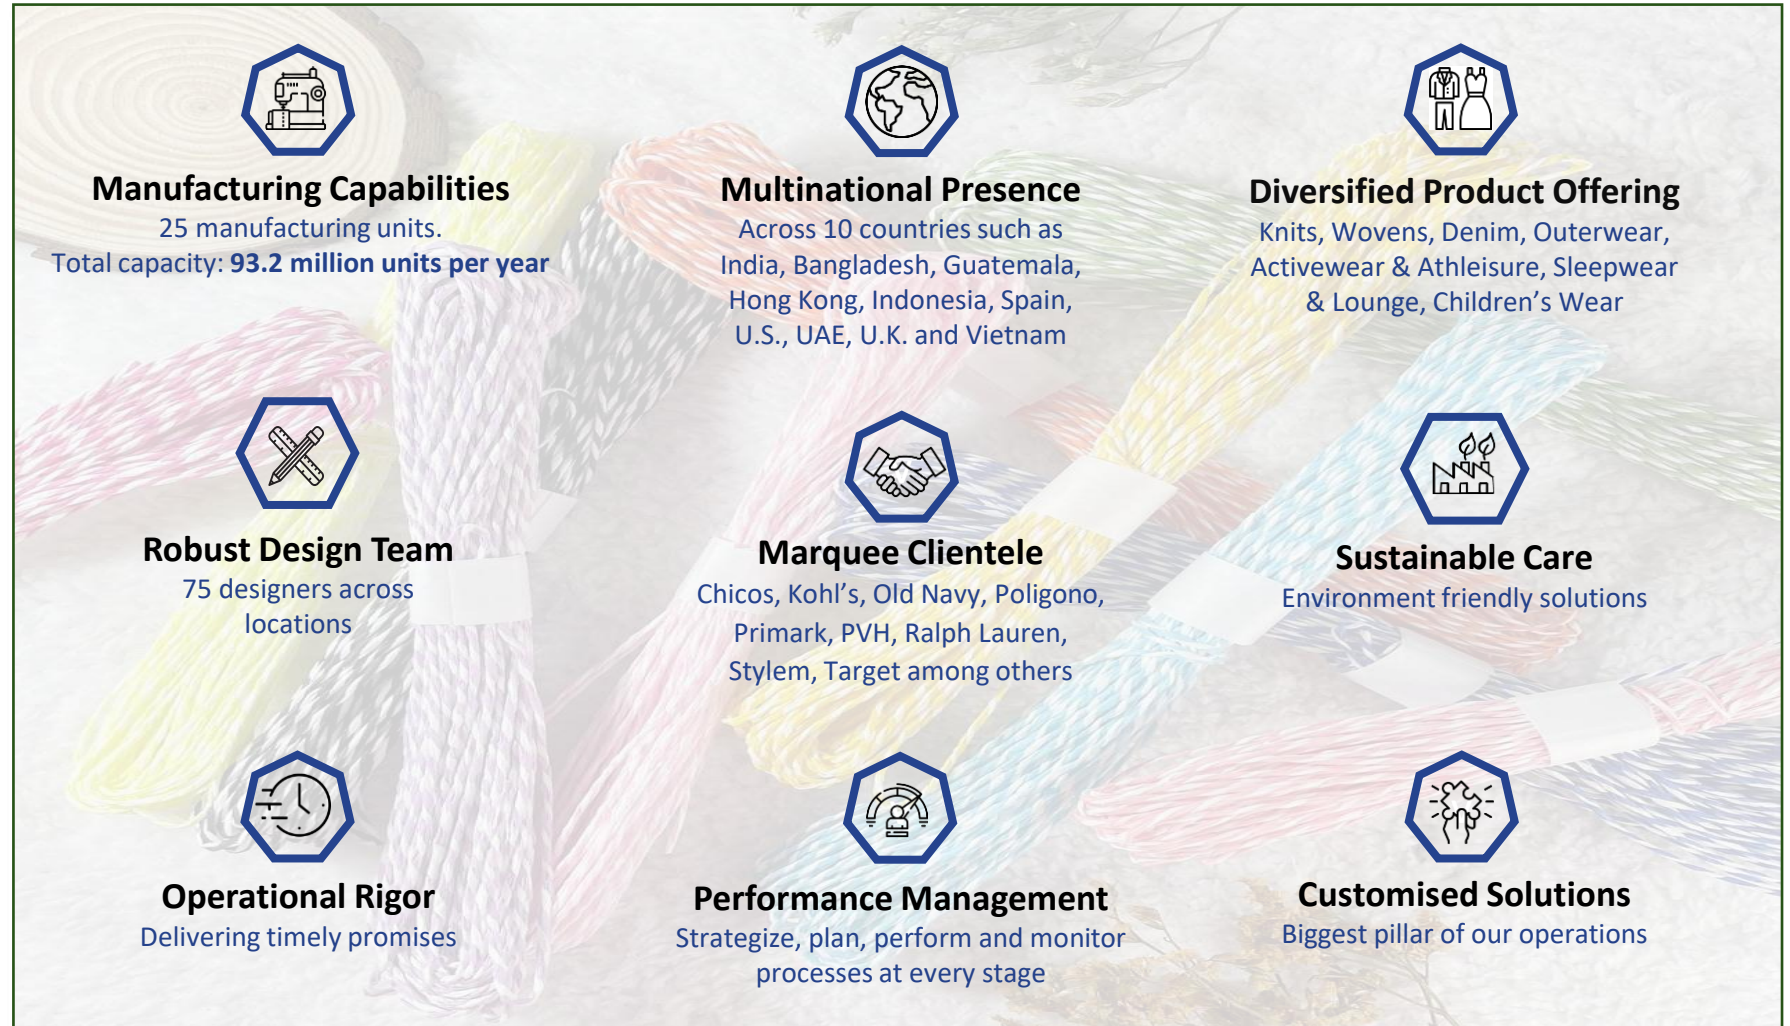 Manufacturing Capabilities
25 manufacturing units.
Total capacity: 93.2 million units per year
Multinational Presence
Across 10 countries such as
India, Bangladesh, Guatemala,
Hong Kong, Indonesia, Spain,
U.S., UAE, U.K. and Vietnam
Diversified Product Offering
Knits, Wovens, Denim, Outerwear,
Activewear & Athleisure, Sleepwear
& Lounge, Children’s Wear
Robust Design Team
75 designers across
locations
Marquee Clientele
Chicos, Kohl’s, Old Navy, Poligono,
Primark, PVH, Ralph Lauren,
Stylem, Target among others
Sustainable Care
Environment friendly solutions
Operational Rigor
Delivering timely promises
Performance Management
Strategize, plan, perform and monitor
processes at every stage
Customised Solutions
Biggest pillar of our operations